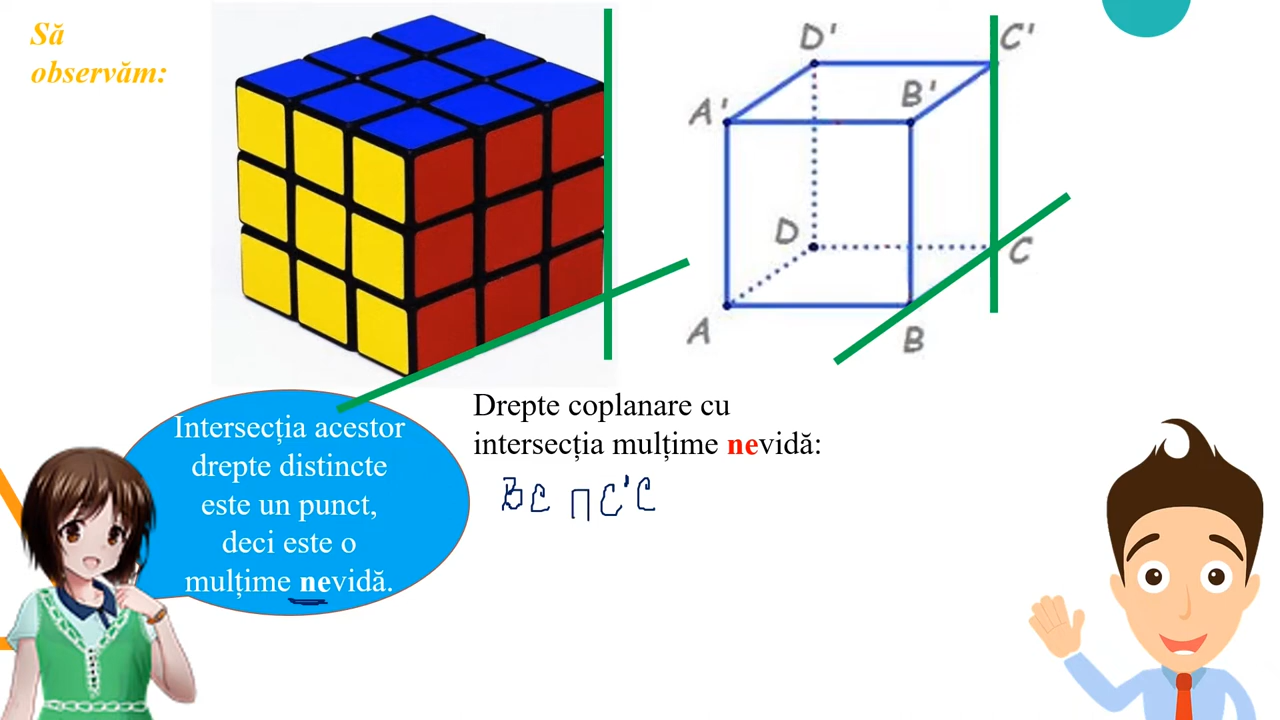 Să
observăm:
D'
C'
A'
B'
D
C
A
B
Intersecția acestor
drepte distincte
este un punct,
deci este o
mulțime nevidă.
Drepte coplanare cu
intersecția mulțime nevidă:
BC ∩ C'C